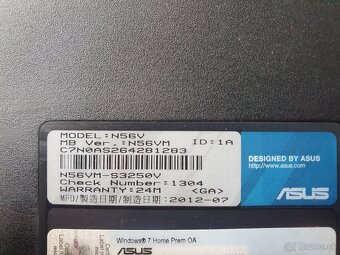 MODEL:N56V
MB Ver.:N56VM ID:1A
C7N0AS264281283
N56VM-S3250V
Check Number:1304
WARRANTY:24M <GA>
MFD/製造日期/制造日期: 2012-07
DESIGNED BY ASUS
http://www.asus.com
ASUS
Windows® 7 Home Prem OA
ASUS
bazos.sk